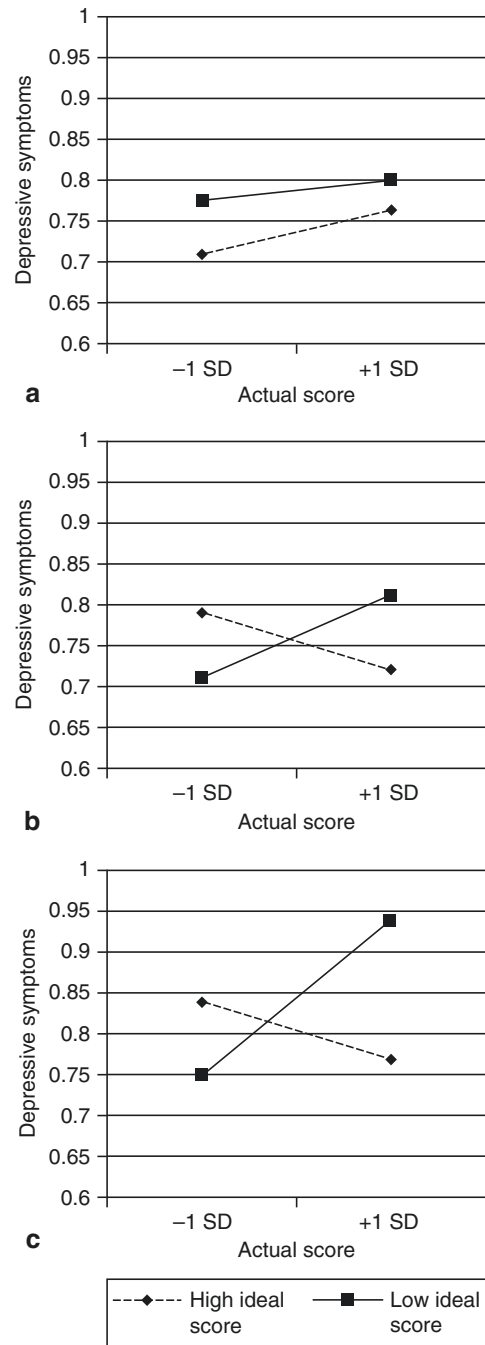 1
0.95
0.9
0.85
0.8
0.75
0.7
0.65
0.6
Depressive symptoms
–1 SD +1 SD
Actual score
a
1
0.95
0.9
0.85
0.8
0.75
0.7
0.65
0.6
Depressive symptoms
–1 SD +1 SD
Actual score
b
1
0.95
0.9
0.85
0.8
0.75
0.7
0.65
0.6
Depressive symptoms
–1 SD +1 SD
Actual score
c
High ideal
score
Low ideal
score